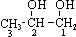 OH OH
CH₃-CH-CH₂
3 2 1